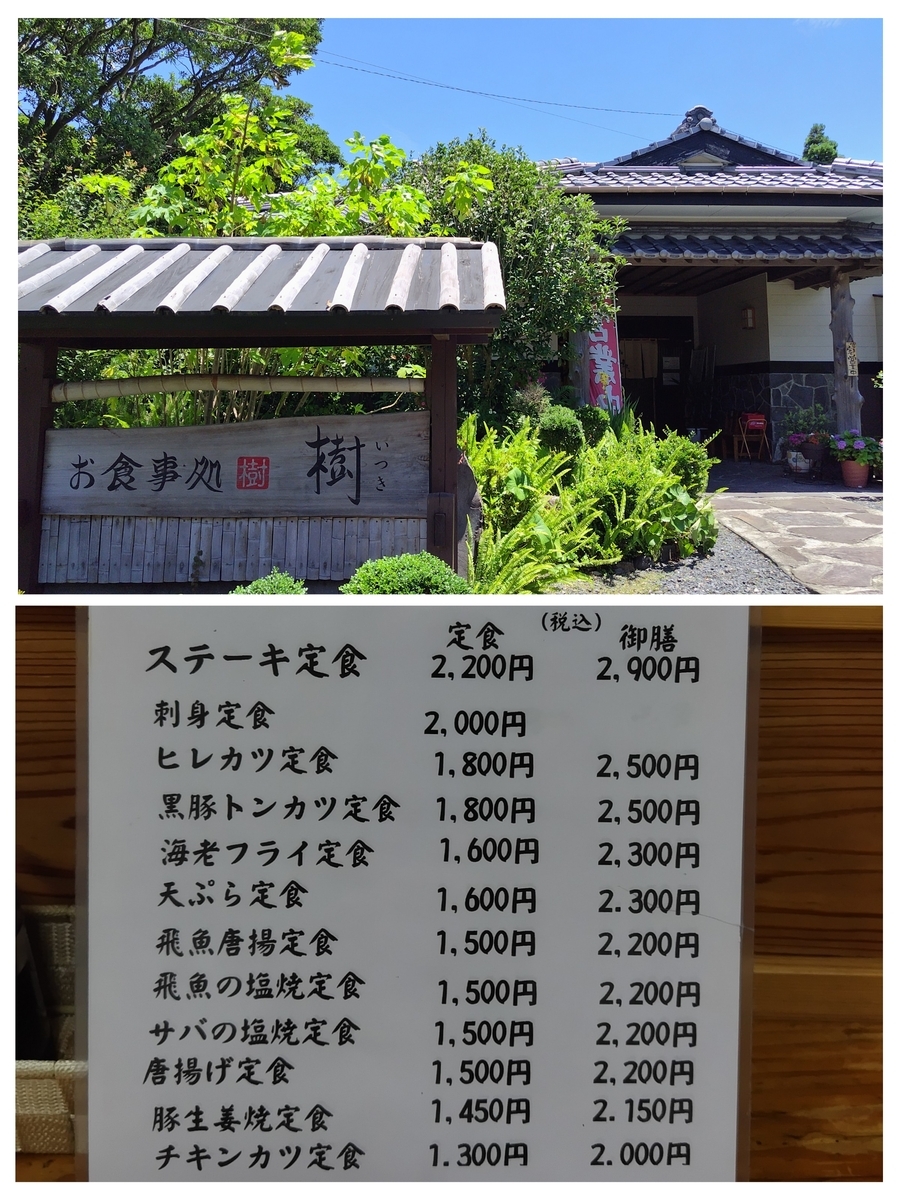 お食事処 樹 樹 いつき
営業中
定食 (税込) 御膳
ステーキ定食 2,200円 2,900円
刺身定食 2,000円
ヒレカツ定食 1,800円 2,500円
黒豚トンカツ定食 1,800円 2,500円
海老フライ定食 1,600円 2,300円
天ぷら定食 1,600円 2.300円
飛魚唐揚定食 1,500円 2,200円
飛魚の塩焼定食 1,500円 2,200円
サバの塩焼定食 1,500円 2,200円
唐揚げ定食 1,500円 2,200円
豚生姜焼定食 1,450円 2.150円
チキンカツ定食 1.300円 2.000円